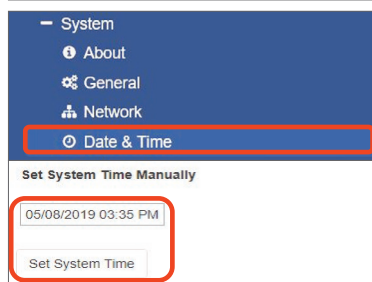 System
About
General
Network
Date & Time
Set System Time Manually
05/08/2019 03:35 PM
Set System Time